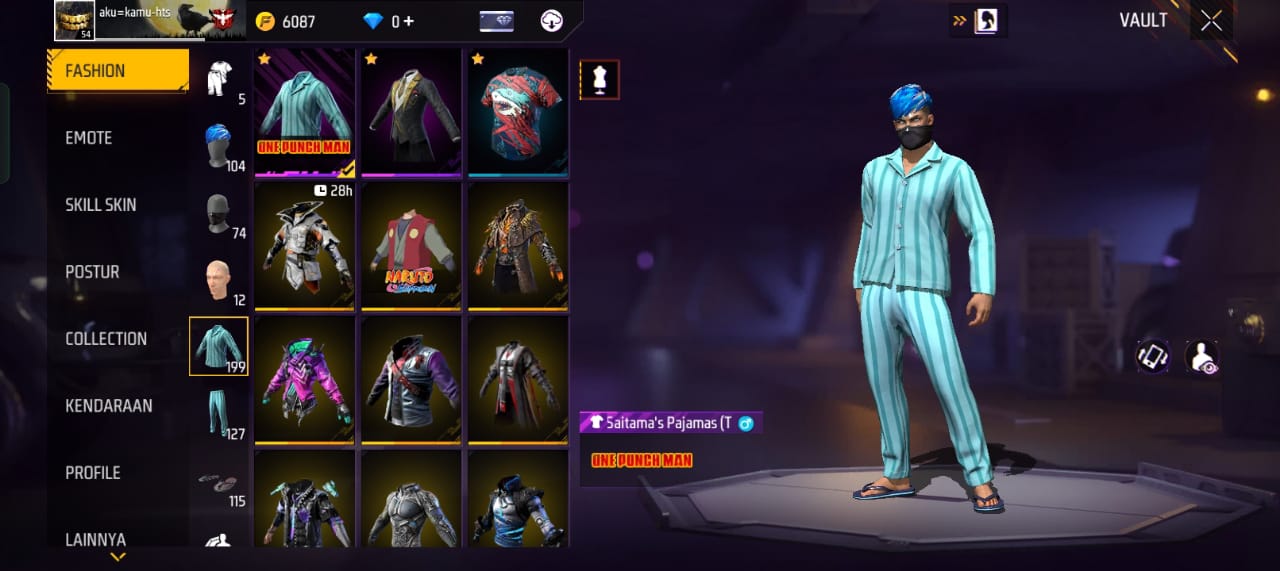 aku=kamu-hts
54
6087
0 +
VAULT
FASHION
5
EMOTE
104
SKILL SKIN
74
POSTUR
12
COLLECTION
199
KENDARAAN
127
PROFILE
115
LAINNYA
ONE PUNCH MAN
28h
NARUTO
SHIPPUDEN
Saitama's Pajamas (T
ONE PUNCH MAN